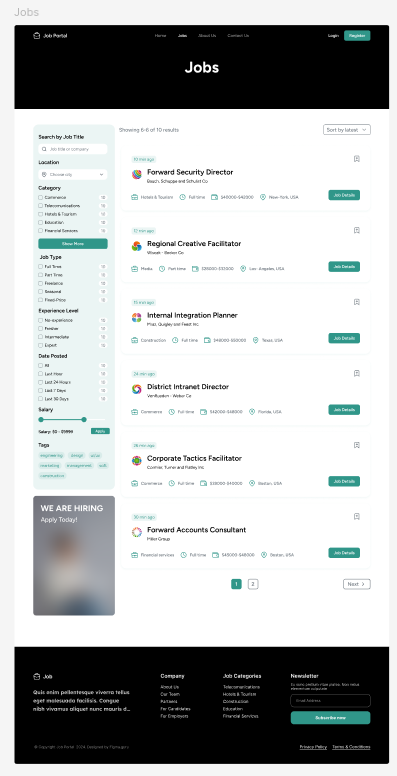 Jobs
Job Portal
Home Jobs About Us Contact Us
Login Register
Jobs
Search by Job Title
Job title or company
Location
Choose city
Category
Commerce 10
Telecomunications 10
Hotels & Tourism 10
Education 10
Financial Services 10
Show More
Job Type
Full Time 10
Part Time 10
Freelance 10
Seasonal 10
Fixed-Price 10
Experience Level
No-experience 10
Fresher 10
Intermediate 10
Expert 10
Date Posted
All 10
Last Hour 10
Last 24 Hours 10
Last 7 Days 10
Last 30 Days 10
Salary
Salary: $0 - $9999 Apply
Tags
engineering design ui/ux
marketing management soft
construction
WE ARE HIRING
Apply Today!
Showing 6-6 of 10 results
Sort by latest
10 min ago
Forward Security Director
Bauch, Schuppe and Schulist Co
Hotels & Tourism Full time $40000-$42000 New-York, USA
Job Details
12 min ago
Regional Creative Facilitator
Wisozk - Becker Co
Media Part time $28000-$32000 Los- Angeles, USA
Job Details
15 min ago
Internal Integration Planner
Mraz, Quigley and Feest Inc.
Construction Full time $48000-$50000 Texas, USA
Job Details
24 min ago
District Intranet Director
VonRueden - Weber Co
Commerce Full time $42000-$48000 Florida, USA
Job Details
26 min ago
Corporate Tactics Facilitator
Cormier, Turner and Flatley Inc
Commerce Full time $38000-$40000 Boston, USA
Job Details
30 min ago
Forward Accounts Consultant
Miller Group
Financial services Full time $45000-$48000 Boston, USA
Job Details
1 2 Next
Job
Quis enim pellentesque viverra tellus
eget malesuada facilisis. Congue
nibh vivamus aliquet nunc mauris d...
Company
About Us
Our Team
Partners
For Candidates
For Employers
Job Categories
Telecomunications
Hotels & Tourism
Construction
Education
Financial Services
Newsletter
Email Address
Subscribe now
Privacy Policy Terms & Conditions